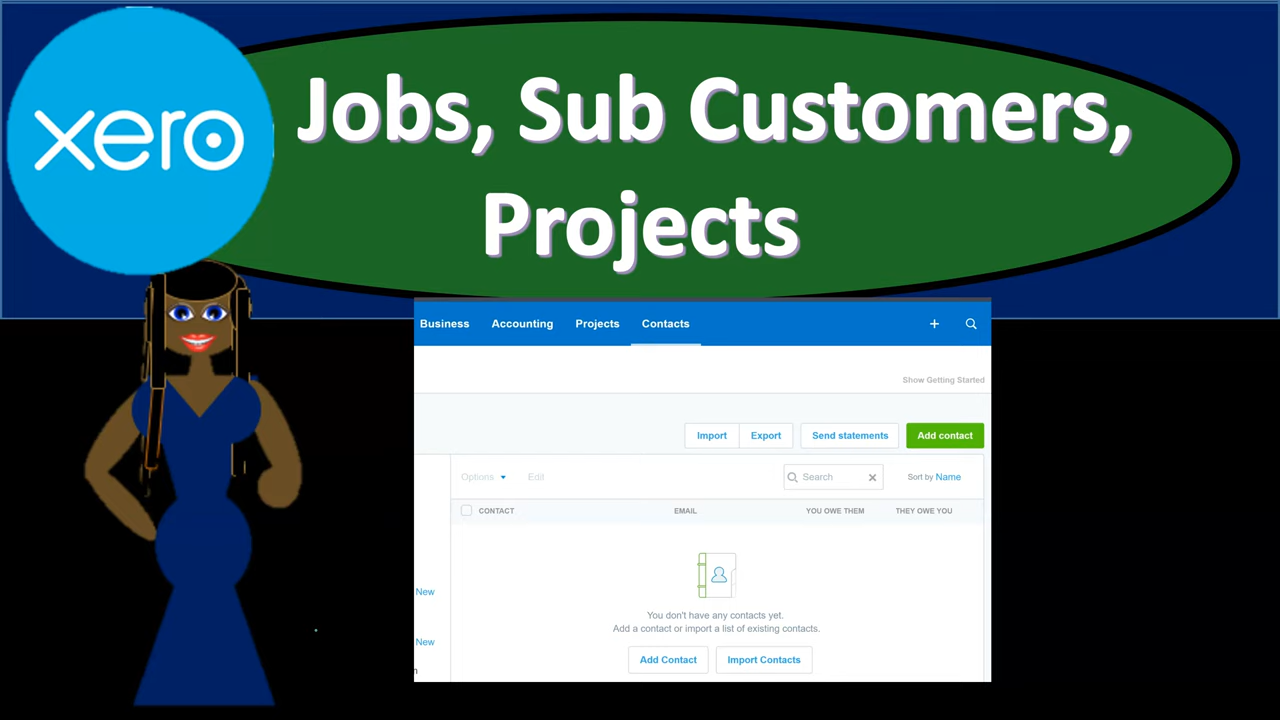 xero
Jobs, Sub Customers,
Projects
Business Accounting Projects Contacts
Show Getting Started
Import Export Send statements Add contact
Options Edit Search Sort by Name
CONTACT EMAIL YOU OWE THEM THEY OWE YOU
New
You don't have any contacts yet.
Add a contact or import a list of existing contacts.
New
Add Contact Import Contacts
n